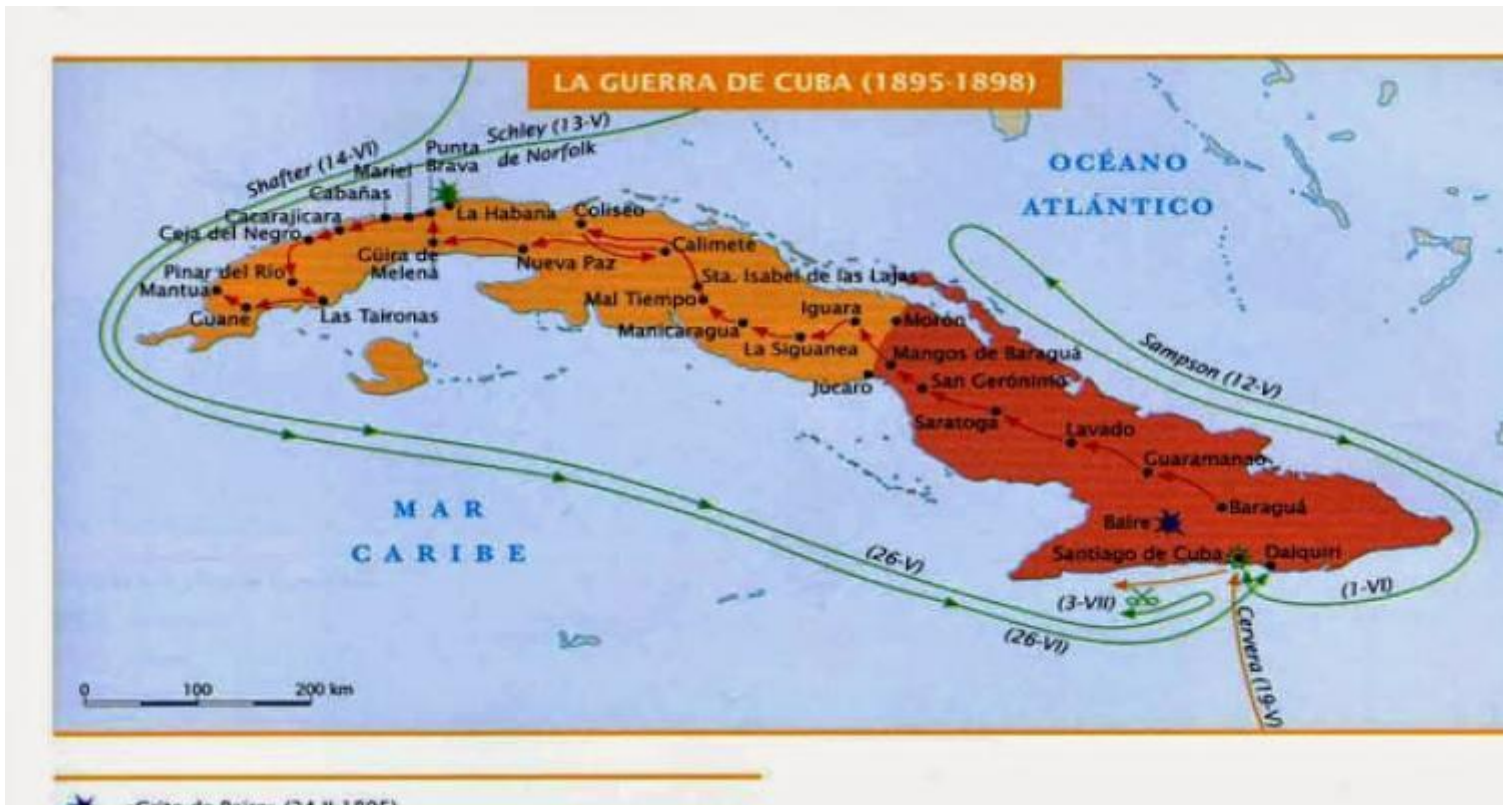 LA GUERRA DE CUBA (1895-1898)
Shafter (14-VI)
Schley (13-V)
de Norfolk
Mariel
Punta
Brava
Cabañas
Cacarajicara
Ceja del Negro
La Habana
Coliseo
OCÉANO
ATLÁNTICO
Güira de
Melena
Nueva Paz
Calimete
Pinar del Río
Mantua
Guane
Las Taironas
Sta. Isabel de las Lajas
Mal Tiempo
Iguara
Manicaragua
La Siguanea
Morón
Mangos de Baraguá
Júcaro
San Gerónimo
Sampson (12-V)
Saratoga
Lavado
Guaramanao
MAR
CARIBE
Baraguá
Baire
Santiago de Cuba
Daiquiri
(26-V)
(3-VII)
(1-VI)
(26-VI)
Cervera (19-V)
0 100 200 km